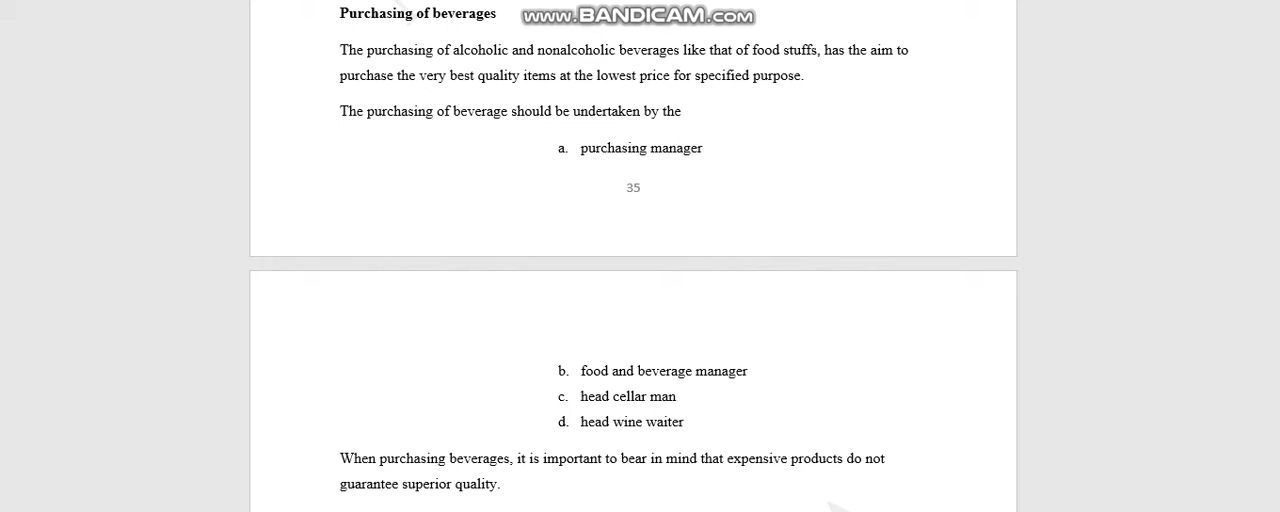 Purchasing of beverages
www.BANDICAM.com
The purchasing of alcoholic and nonalcoholic beverages like that of food stuffs, has the aim to
purchase the very best quality items at the lowest price for specified purpose.
The purchasing of beverage should be undertaken by the
a. purchasing manager
35
b. food and beverage manager
c. head cellar man
d. head wine waiter
When purchasing beverages, it is important to bear in mind that expensive products do not
guarantee superior quality.